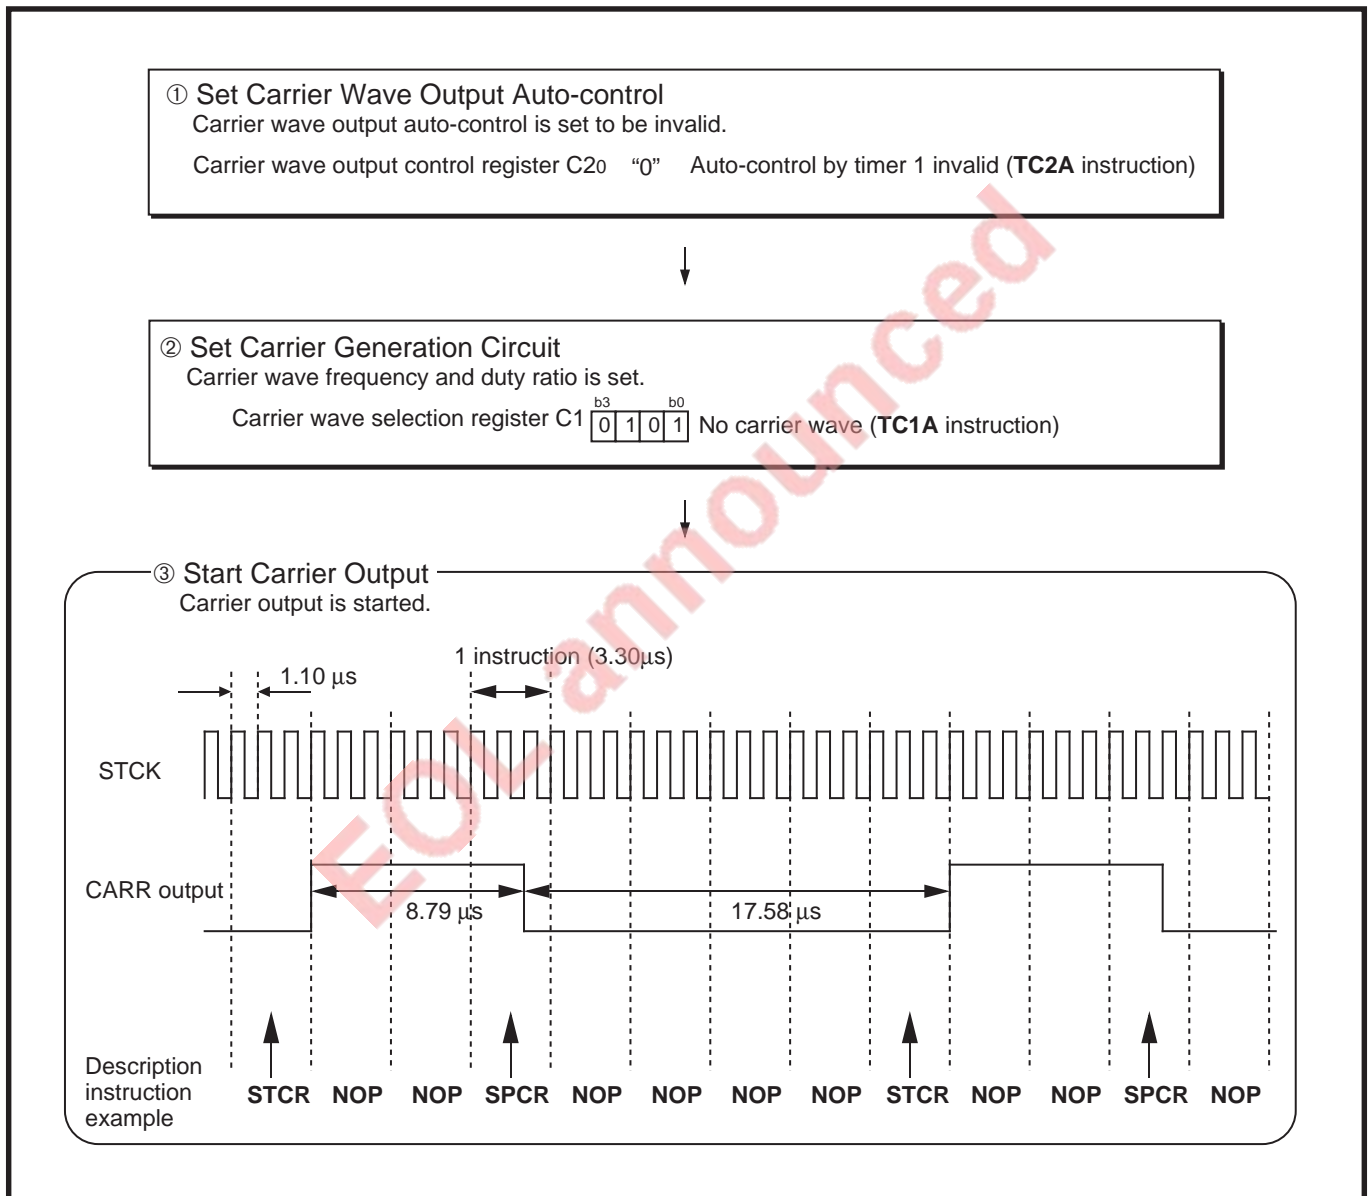 ① Set Carrier Wave Output Auto-control
Carrier wave output auto-control is set to be invalid.
Carrier wave output control register C20 “0” Auto-control by timer 1 invalid (TC2A instruction)
② Set Carrier Generation Circuit
Carrier wave frequency and duty ratio is set.
b3 b0
Carrier wave selection register C1 0 1 0 1 No carrier wave (TC1A instruction)
③ Start Carrier Output
Carrier output is started.
1 instruction (3.30μs)
1.10 μs
STCK
CARR output
8.79 μs 17.58 μs
Description
instruction
example
STCR NOP NOP SPCR NOP NOP NOP NOP STCR NOP NOP SPCR NOP
EOL announced